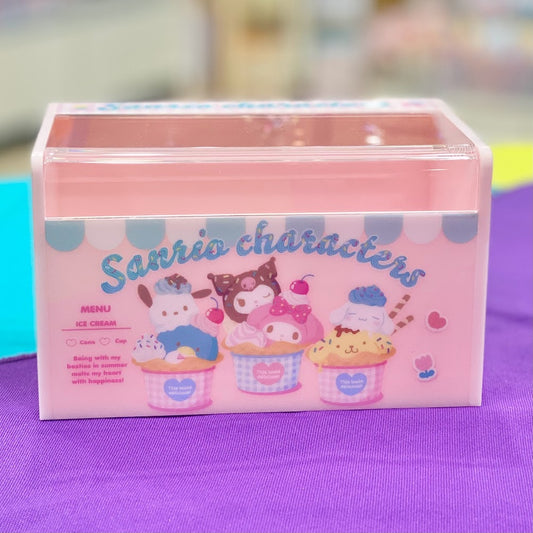 Sanrio characters
Sanrio characters
MENU
ICE CREAM
Cone Cup
Being with my
besties in summer
melts my heart
with happiness!